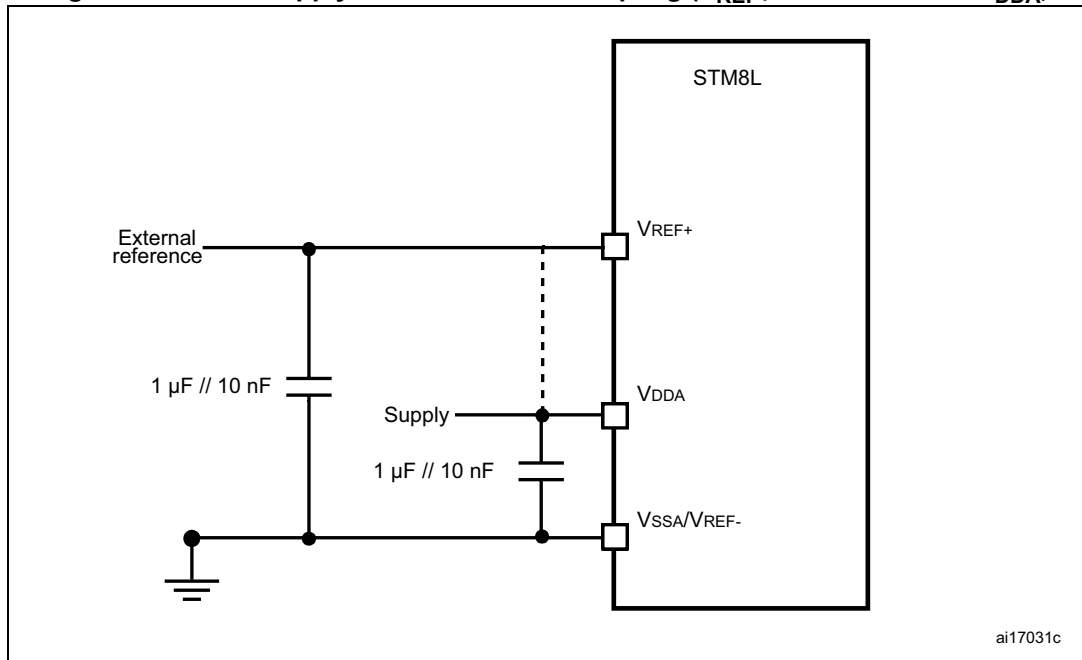 STM8L
VREF+
External
reference
1 µF // 10 nF
VDDA
Supply
1 µF // 10 nF
VSSA/VREF-
ai17031c